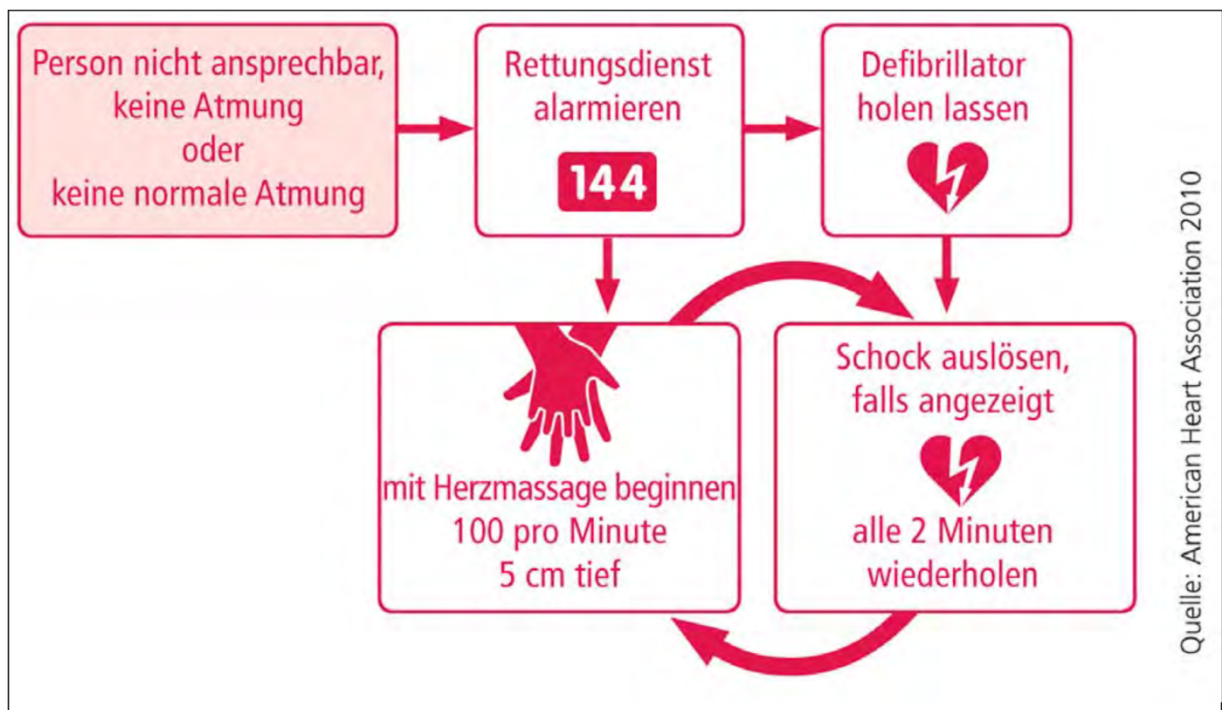 Person nicht ansprechbar,
keine Atmung
oder
keine normale Atmung
Rettungsdienst
alarmieren
144
Defibrillator
holen lassen
mit Herzmassage beginnen
100 pro Minute
5 cm tief
Schock auslösen,
falls angezeigt
alle 2 Minuten
wiederholen
Quelle: American Heart Association 2010